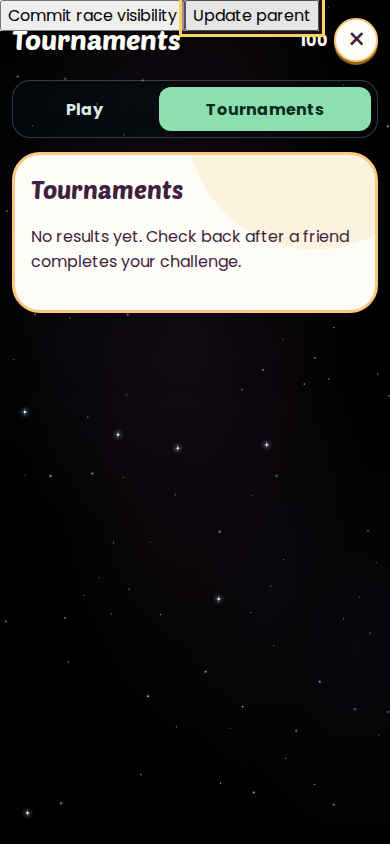 Commit race visibility
Update parent
Tournaments
100
Play
Tournaments
Tournaments
No results yet. Check back after a friend
completes your challenge.